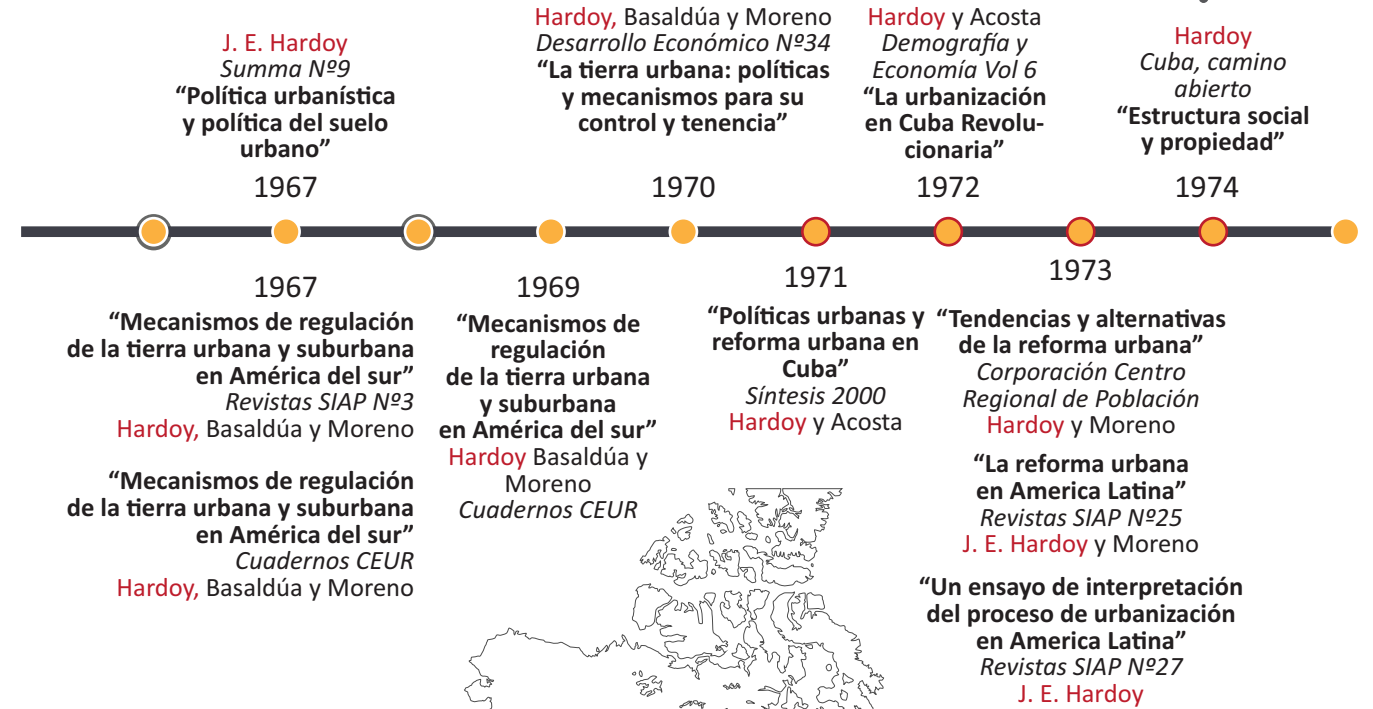 J. E. Hardoy
Summa Nº9
“Política urbanística
y política del suelo
urbano”
1967
Hardoy, Basaldúa y Moreno
Desarrollo Económico Nº34
“La tierra urbana: políticas
y mecanismos para su
control y tenencia”
1970
Hardoy y Acosta
Demografía y
Economía Vol 6
“La urbanización
en Cuba Revolu-
cionaria”
1972
Hardoy
Cuba, camino
abierto
“Estructura social
y propiedad”
1974
1967
“Mecanismos de regulación
de la tierra urbana y suburbana
en América del sur”
Revistas SIAP Nº3
Hardoy, Basaldúa y Moreno
“Mecanismos de regulación
de la tierra urbana y suburbana
en América del sur”
Cuadernos CEUR
Hardoy, Basaldúa y Moreno
1969
“Mecanismos de
regulación
de la tierra urbana
y suburbana
en América del sur”
Hardoy Basaldúa y
Moreno
Cuadernos CEUR
1971
“Políticas urbanas y
reforma urbana en
Cuba”
Síntesis 2000
Hardoy y Acosta
1973
“Tendencias y alternativas
de la reforma urbana”
Corporación Centro
Regional de Población
Hardoy y Moreno
“La reforma urbana
en America Latina”
Revistas SIAP Nº25
J. E. Hardoy y Moreno
“Un ensayo de interpretación
del proceso de urbanización
en America Latina”
Revistas SIAP Nº27
J. E. Hardoy